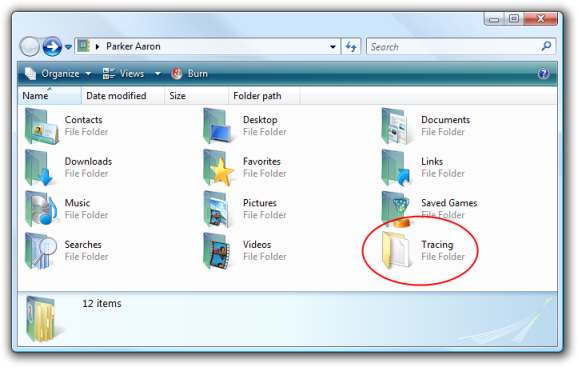 Parker Aaron
Search
Organize Views Burn
Name Date modified Size Folder path
Contacts
File Folder
Desktop
File Folder
Documents
File Folder
Downloads
File Folder
Favorites
File Folder
Links
File Folder
Music
File Folder
Pictures
File Folder
Saved Games
File Folder
Searches
File Folder
Videos
File Folder
Tracing
File Folder
12 items